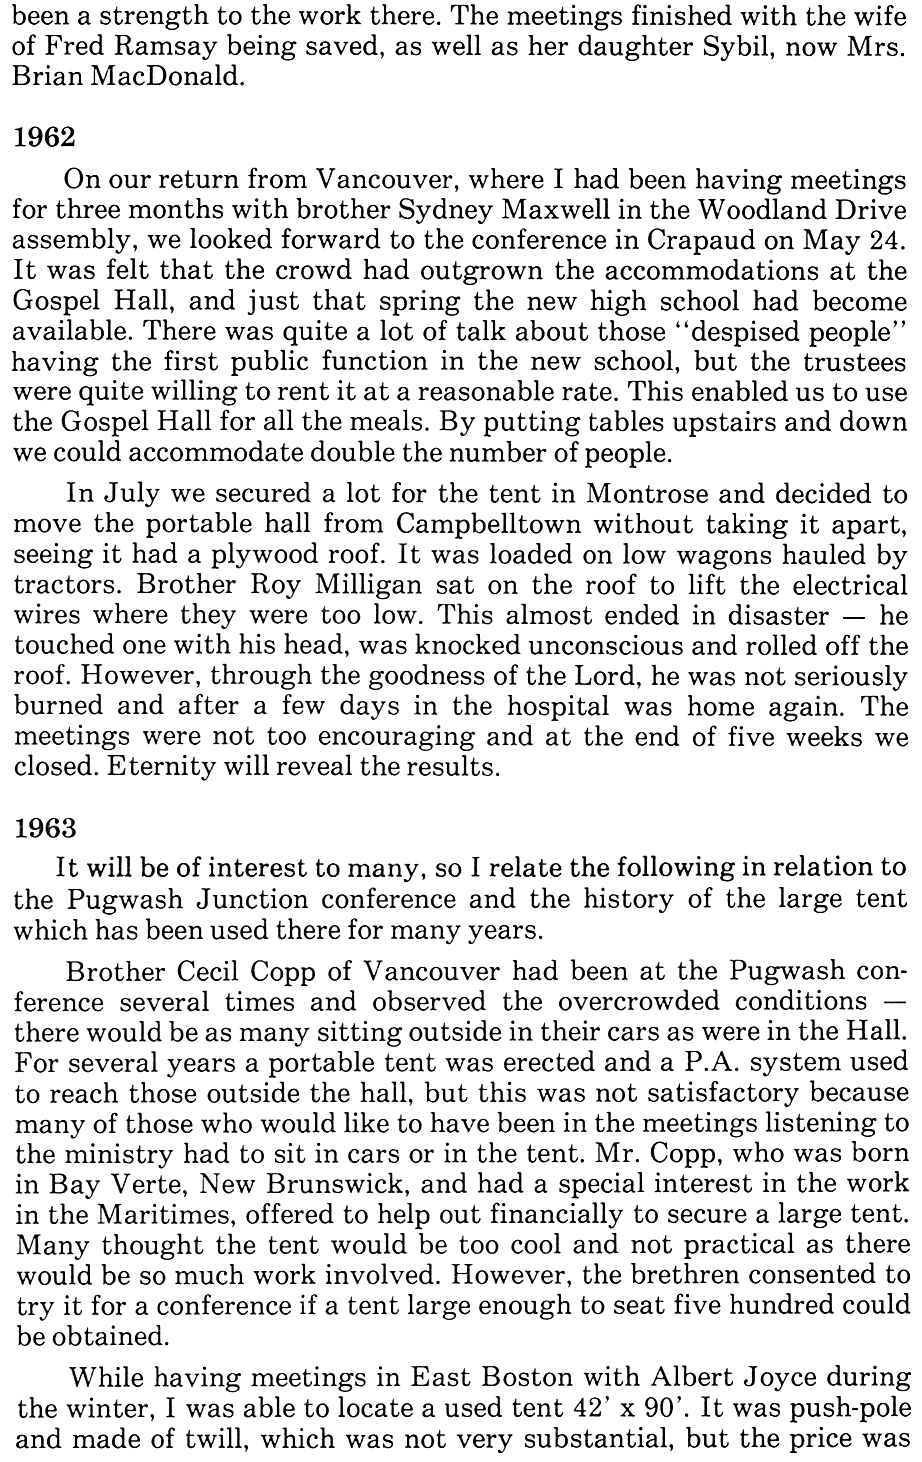 been a strength to the work there. The meetings finished with the wife
of Fred Ramsay being saved, as well as her daughter Sybil, now Mrs.
Brian MacDonald.
1962
On our return from Vancouver, where I had been having meetings
for three months with brother Sydney Maxwell in the Woodland Drive
assembly, we looked forward to the conference in Crapaud on May 24.
It was felt that the crowd had outgrown the accommodations at the
Gospel Hall, and just that spring the new high school had become
available. There was quite a lot of talk about those ‘‘despised people’’
having the first public function in the new school, but the trustees
were quite willing to rent it at a reasonable rate. This enabled us to use
the Gospel Hall for all the meals. By putting tables upstairs and down
we could accommodate double the number of people.
In July we secured a lot for the tent in Montrose and decided to
move the portable hall from Campbelltown without taking it apart,
seeing it had a plywood roof. It was loaded on low wagons hauled by
tractors. Brother Roy Milligan sat on the roof to lift the electrical
wires where they were too low. This almost ended in disaster — he
touched one with his head, was knocked unconscious and rolled off the
roof. However, through the goodness of the Lord, he was not seriously
burned and after a few days in the hospital was home again. The
meetings were not too encouraging and at the end of five weeks we
closed. Eternity will reveal the results.
1963
It will be of interest to many, so I relate the following in relation to
the Pugwash Junction conference and the history of the large tent
which has been used there for many years.
Brother Cecil Copp of Vancouver had been at the Pugwash con-
ference several times and observed the overcrowded conditions —
there would be as many sitting outside in their cars as were in the Hall.
For several years a portable tent was erected and a P.A. system used
to reach those outside the hall, but this was not satisfactory because
many of those who would like to have been in the meetings listening to
the ministry had to sit in cars or in the tent. Mr. Copp, who was born
in Bay Verte, New Brunswick, and had a special interest in the work
in the Maritimes, offered to help out financially to secure a large tent.
Many thought the tent would be too cool and not practical as there
would be so much work involved. However, the brethren consented to
try it for a conference if a tent large enough to seat five hundred could
be obtained.
While having meetings in East Boston with Albert Joyce during
the winter, I was able to locate a used tent 42’ x 90’. It was push-pole
and made of twill, which was not very substantial, but the price was